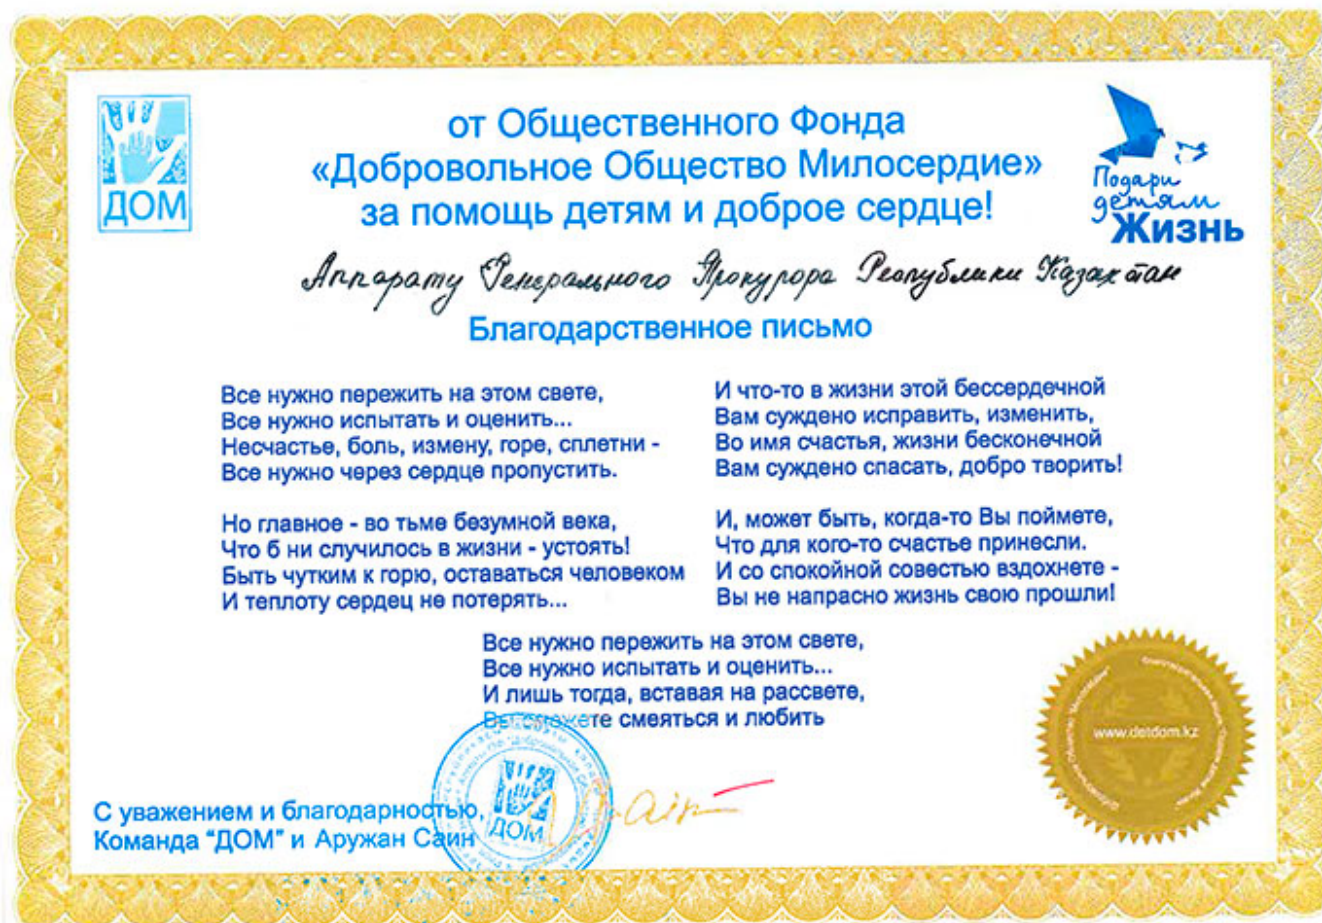 ДОМ
от Общественного Фонда
«Добровольное Общество Милосердие»
за помощь детям и доброе сердце!
Подари
детям
Жизнь
Аппарату Генерального Прокурора Республики Казахстан
Благодарственное письмо
Все нужно пережить на этом свете,
Все нужно испытать и оценить...
Несчастье, боль, измену, горе, сплетни -
Все нужно через сердце пропустить.
Но главное - во тьме безумной века,
Что б ни случилось в жизни - устоять!
Быть чутким к горю, оставаться человеком
И теплоту сердец не потерять...
И что-то в жизни этой бессердечной
Вам суждено исправить, изменить,
Во имя счастья, жизни бесконечной
Вам суждено спасать, добро творить!
И, может быть, когда-то Вы поймете,
Что для кого-то счастье принесли.
И со спокойной совестью вздохнете -
Вы не напрасно жизнь свою прошли!
Все нужно пережить на этом свете,
Все нужно испытать и оценить...
И лишь тогда, вставая на рассвете,
Вы сможете смеяться и любить
www.detdom.kz
С уважением и благодарностью,
Команда "ДОМ" и Аружан Саин
ДОМ